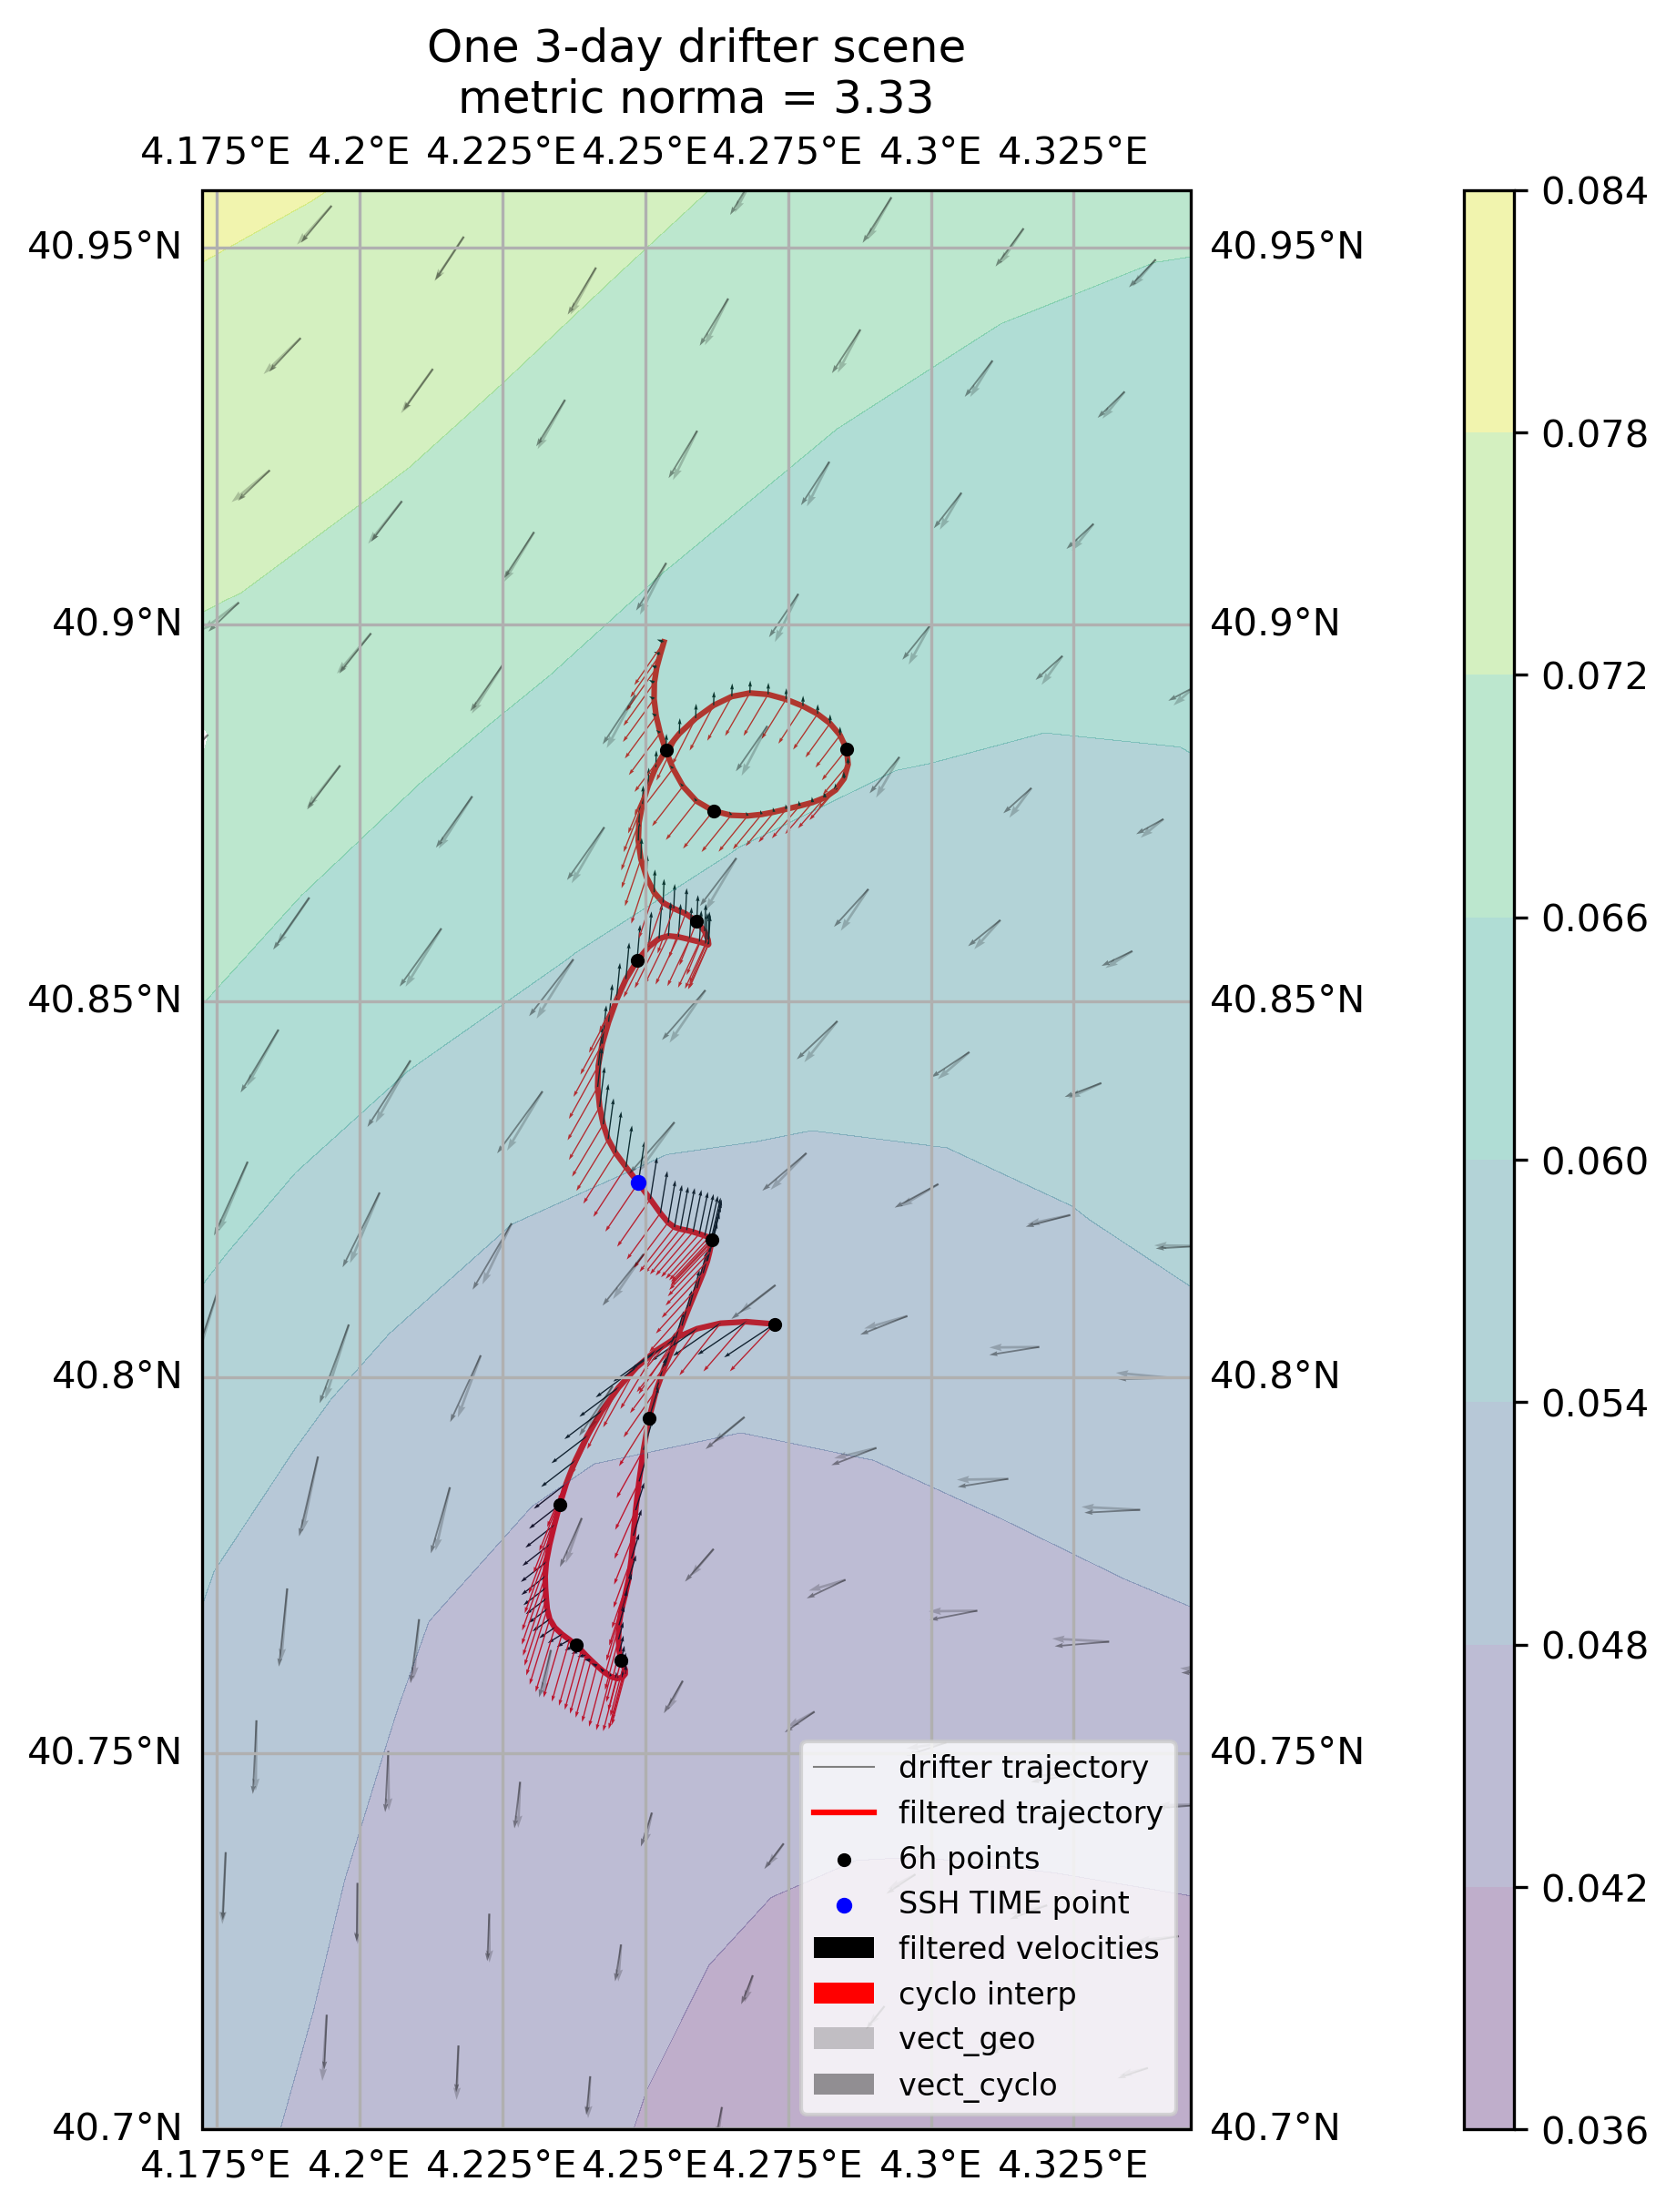 One 3-day drifter scene
metric norma = 3.33
4.175°E 4.2°E 4.225°E 4.25°E 4.275°E 4.3°E 4.325°E
40.95°N
40.9°N
40.85°N
40.8°N
40.75°N
40.7°N
40.95°N
40.9°N
40.85°N
40.8°N
40.75°N
40.7°N
drifter trajectory
filtered trajectory
6h points
SSH TIME point
filtered velocities
cyclo interp
vect_geo
vect_cyclo
4.175°E 4.2°E 4.225°E 4.25°E 4.275°E 4.3°E 4.325°E
0.084
0.078
0.072
0.066
0.060
0.054
0.048
0.042
0.036